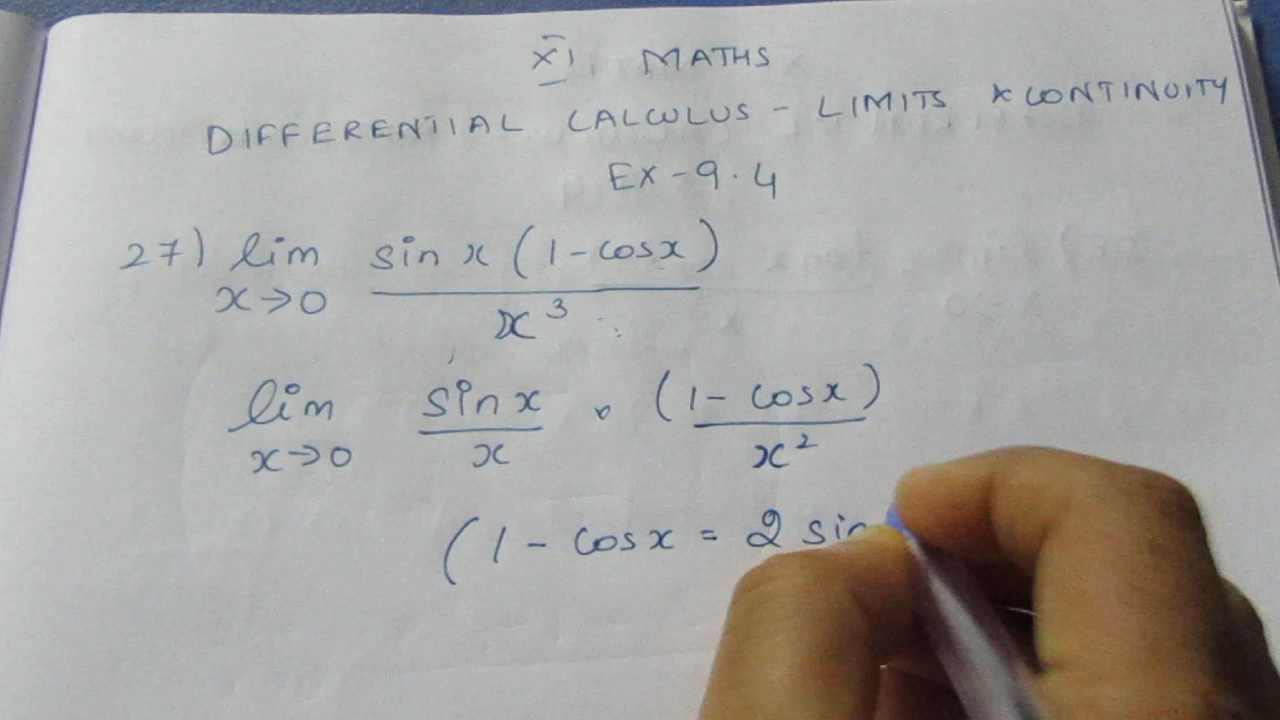 XI MATHS
DIFFERENTIAL CALCULUS - LIMITS & CONTINUITY
EX - 9.4
27) lim sin x (1 - cos x)
x → 0 x³
lim sin x . (1 - cos x)
x → 0 x x²
(1 - cos x = 2 sin